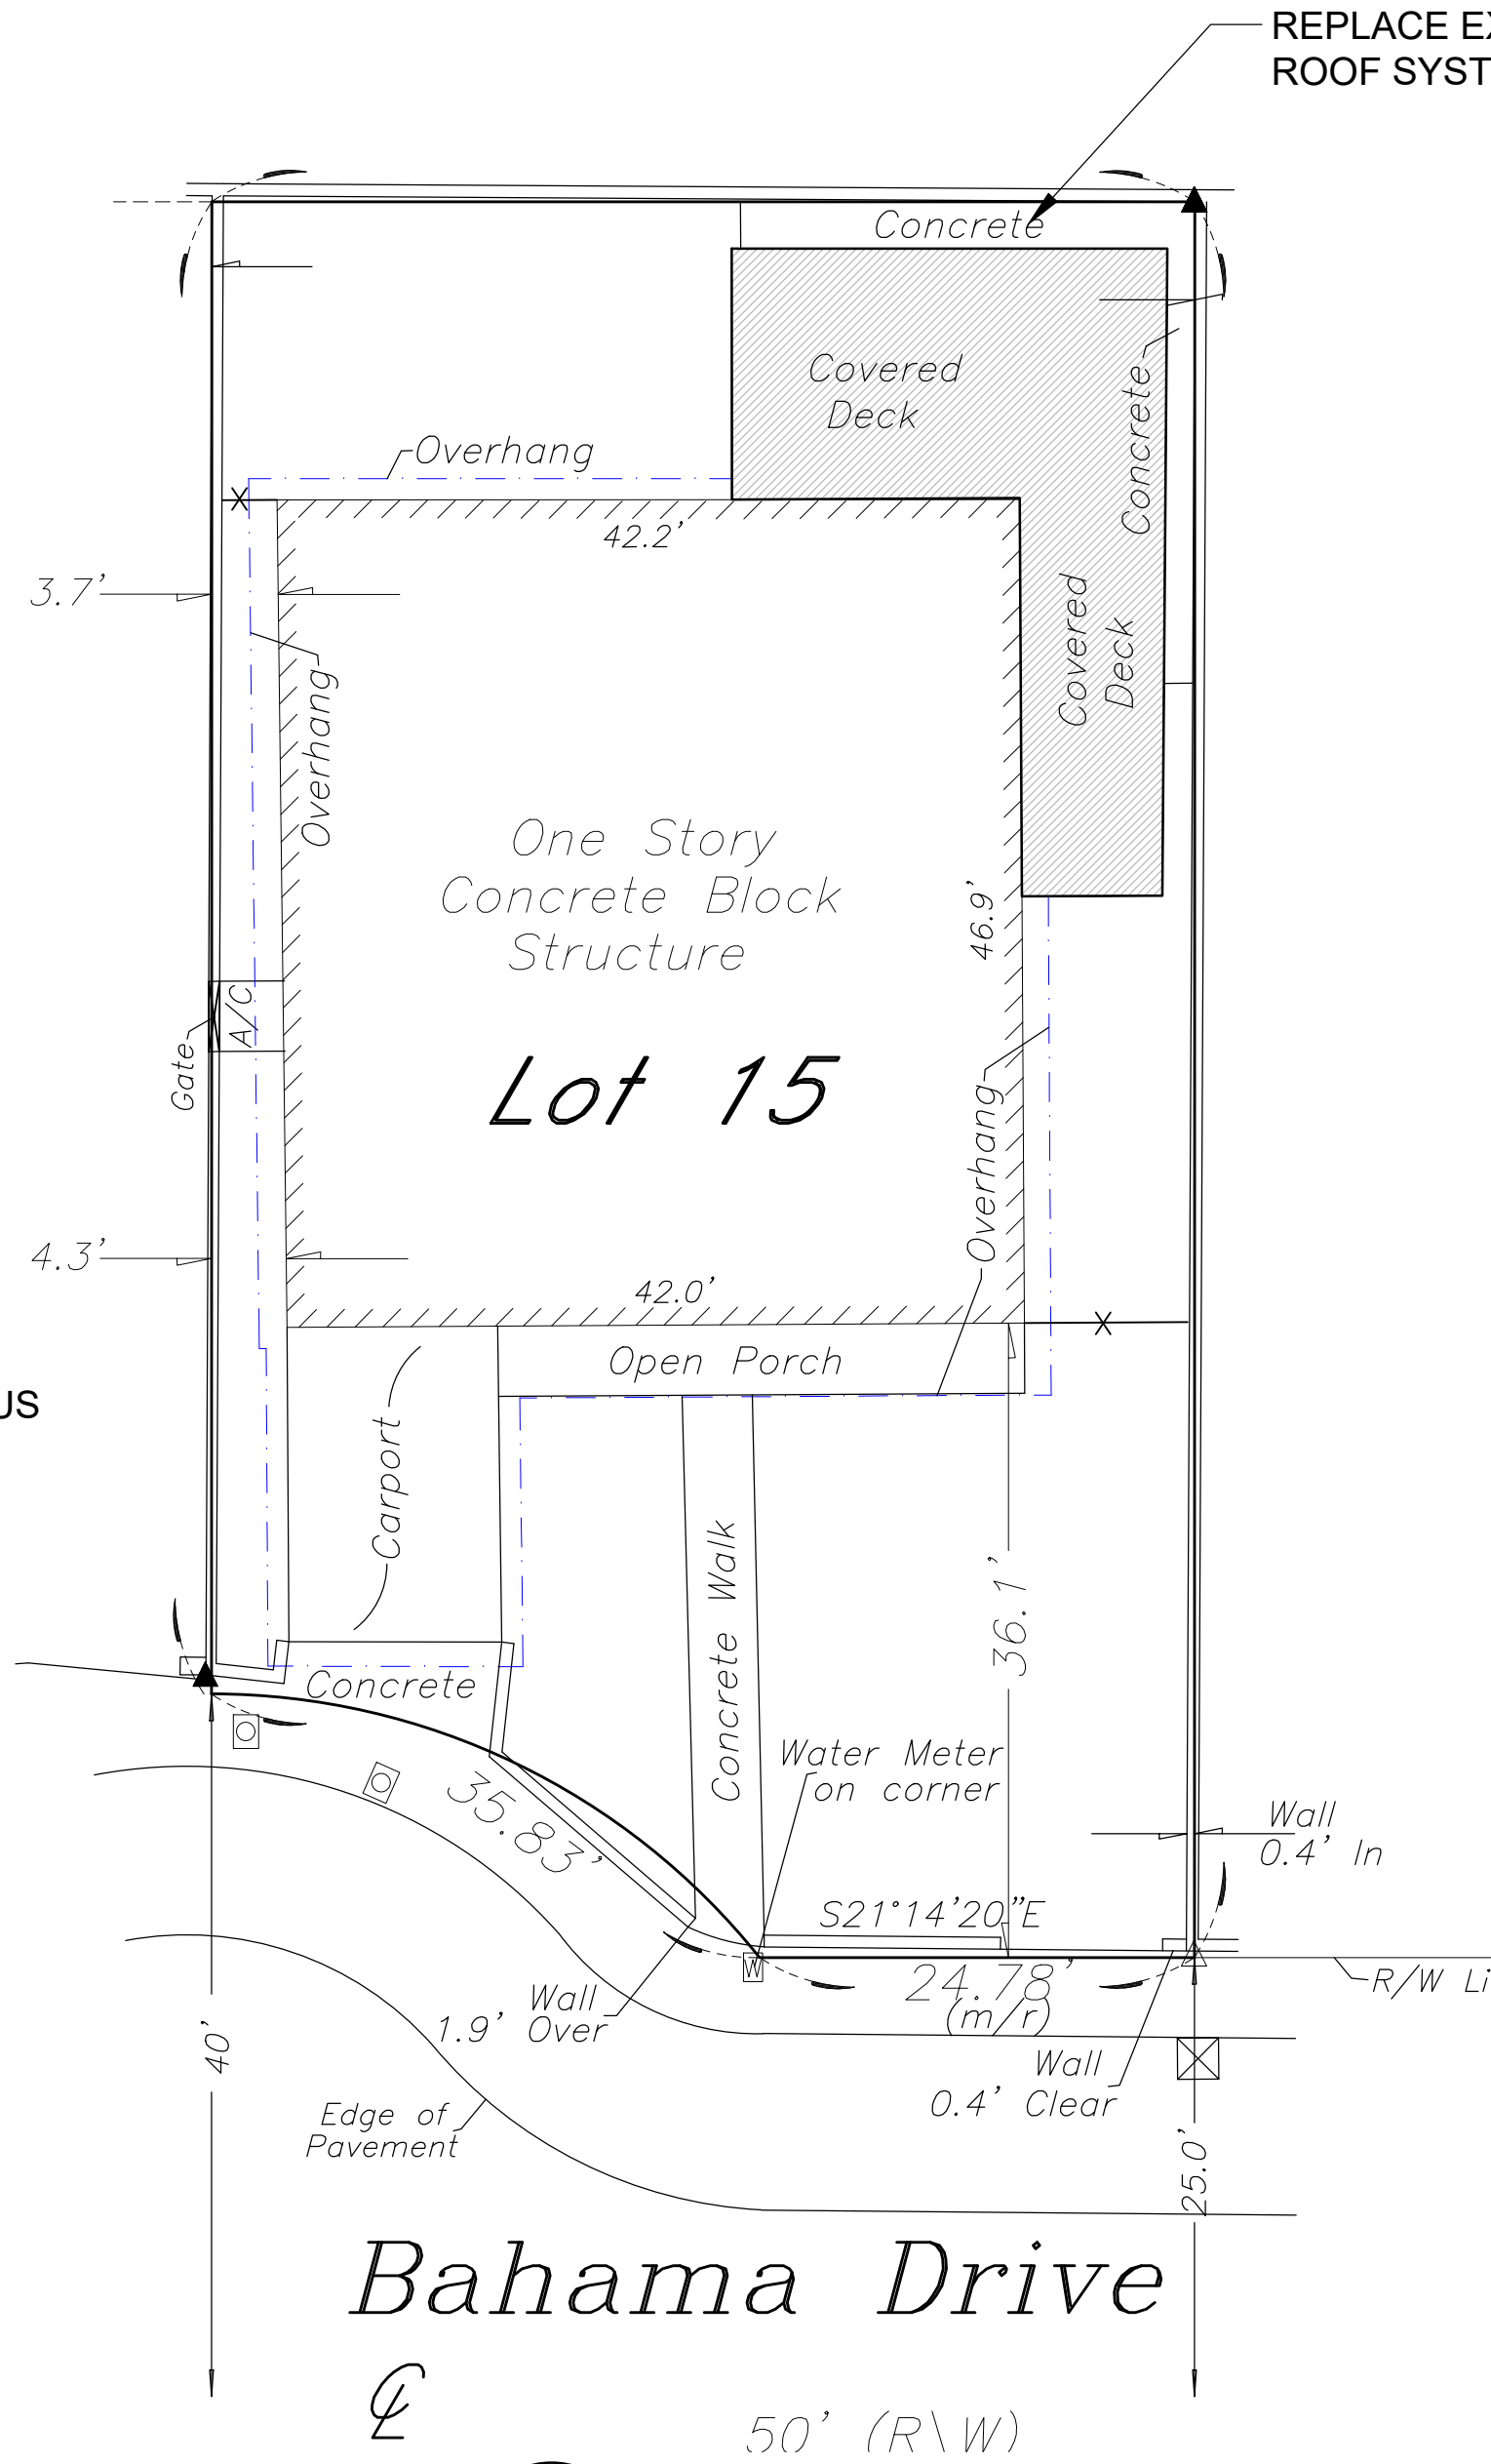 REPLACE EX
ROOF SYST
Concrete
Covered
Deck
Concrete
Overhang
42.2'
3.7'
Covered
Deck
Overhang
One Story
Concrete Block
Structure
46.9'
A/C
Gate
Lot 15
Overhang
4.3'
42.0'
Open Porch
US
Carport
Concrete Walk
36.1'
Concrete
Water Meter
on corner
35.83'
Wall
0.4' In
S21°14'20"E
W
24.78'
(m/r)
R/W Li
Wall
1.9' Over
40'
Wall
0.4' Clear
Edge of
Pavement
25.0'
Bahama Drive
℄
50' (R\W)